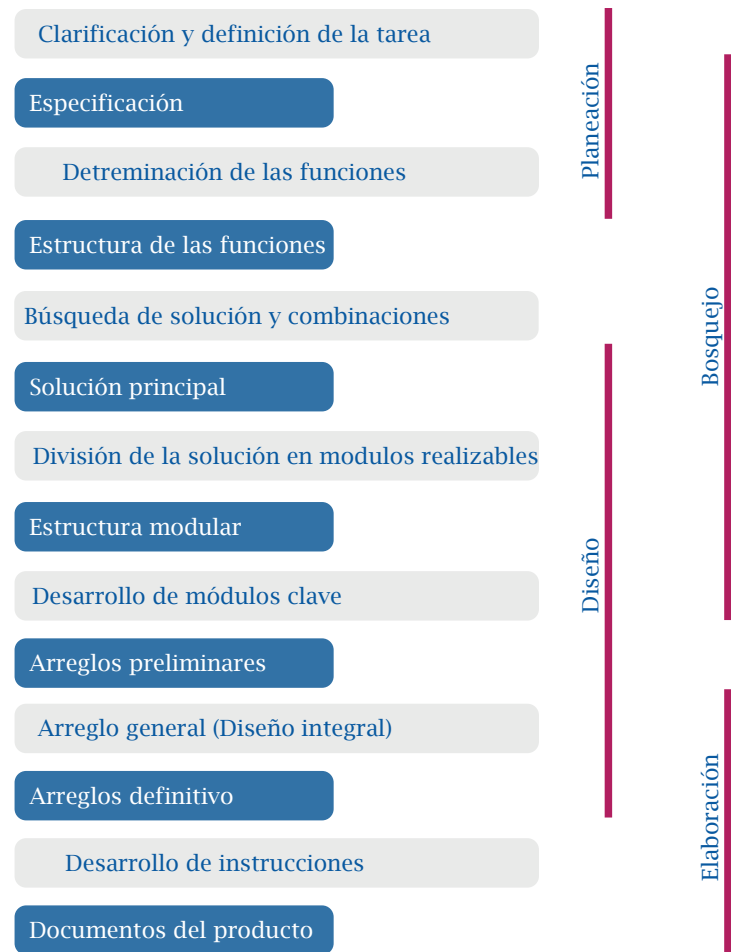 Clarificación y definición de la tarea
Especificación
Detreminación de las funciones
Estructura de las funciones
Búsqueda de solución y combinaciones
Solución principal
División de la solución en modulos realizables
Estructura modular
Desarrollo de módulos clave
Arreglos preliminares
Arreglo general (Diseño integral)
Arreglos definitivo
Desarrollo de instrucciones
Documentos del producto
Planeación
Diseño
Bosquejo
Elaboración